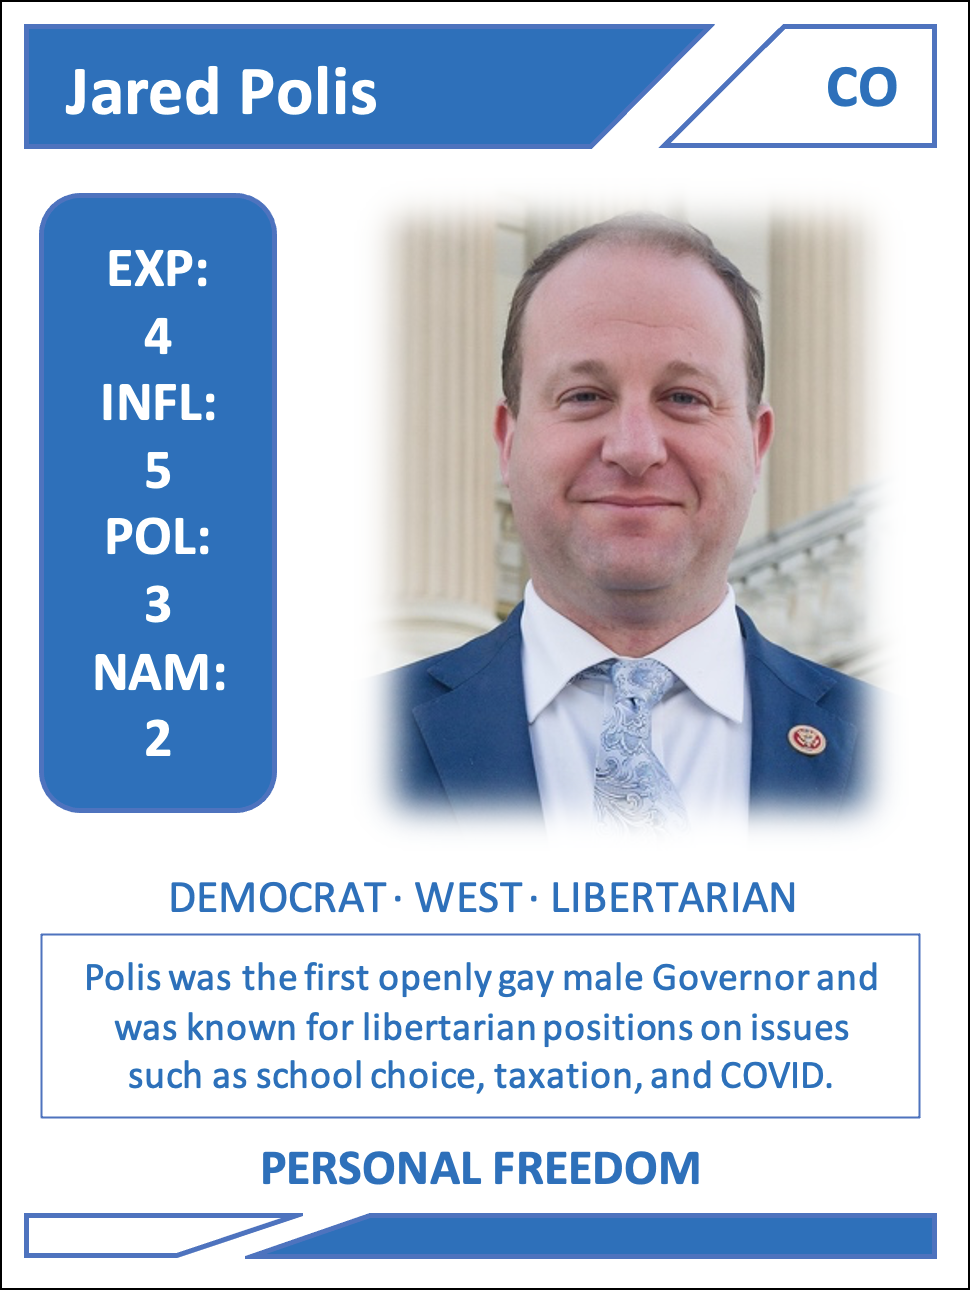 Jared Polis
CO
EXP:
4
INFL:
5
POL:
3
NAM:
2
DEMOCRAT · WEST · LIBERTARIAN
Polis was the first openly gay male Governor and
was known for libertarian positions on issues
such as school choice, taxation, and COVID.
PERSONAL FREEDOM